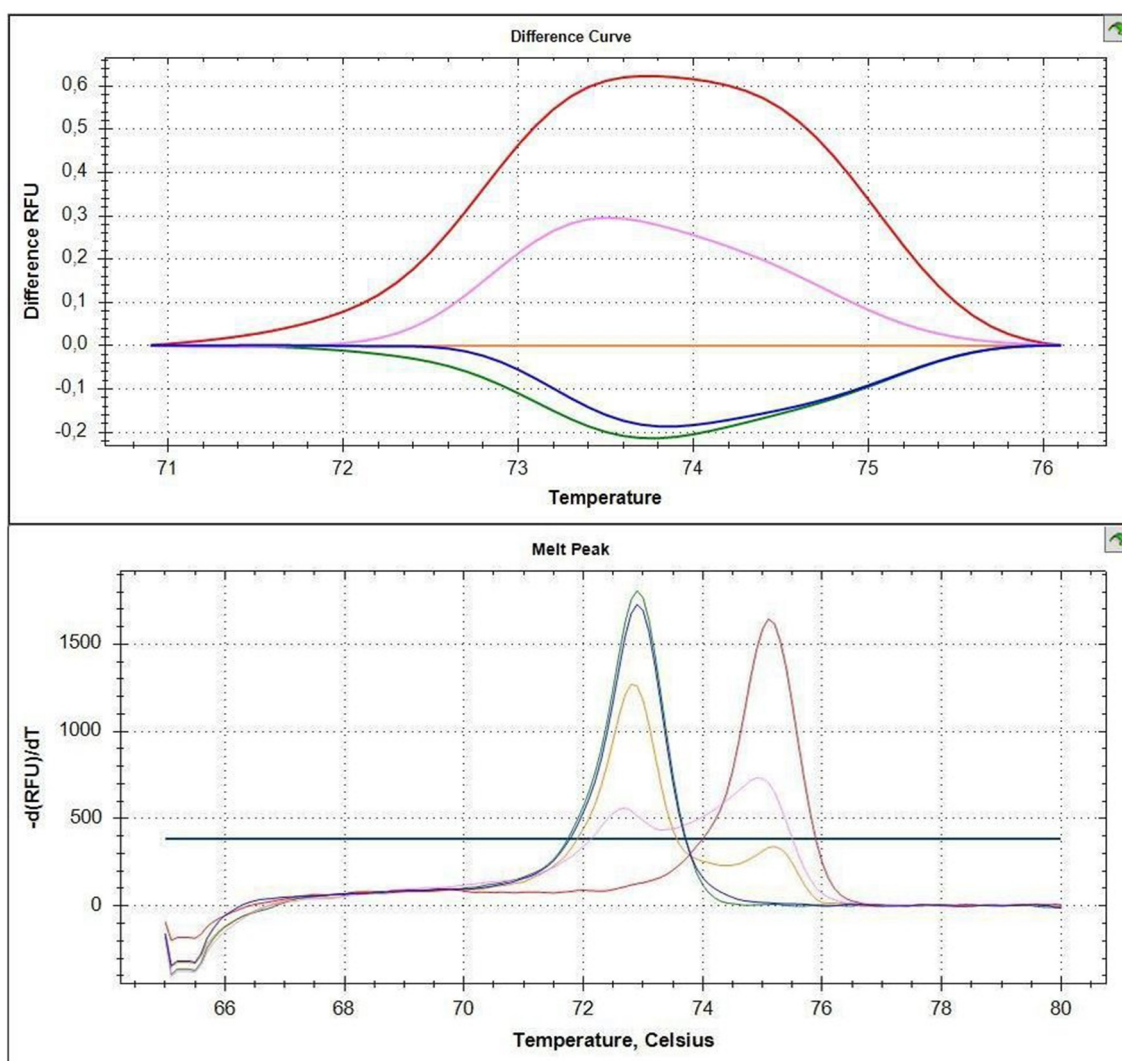 Difference Curve
0,6
0,5
0,4
0,3
0,2
0,1
0,0
-0,1
-0,2
Difference RFU
71 72 73 74 75 76
Temperature
Melt Peak
1500
1000
500
0
-d(RFU)/dT
66 68 70 72 74 76 78 80
Temperature, Celsius